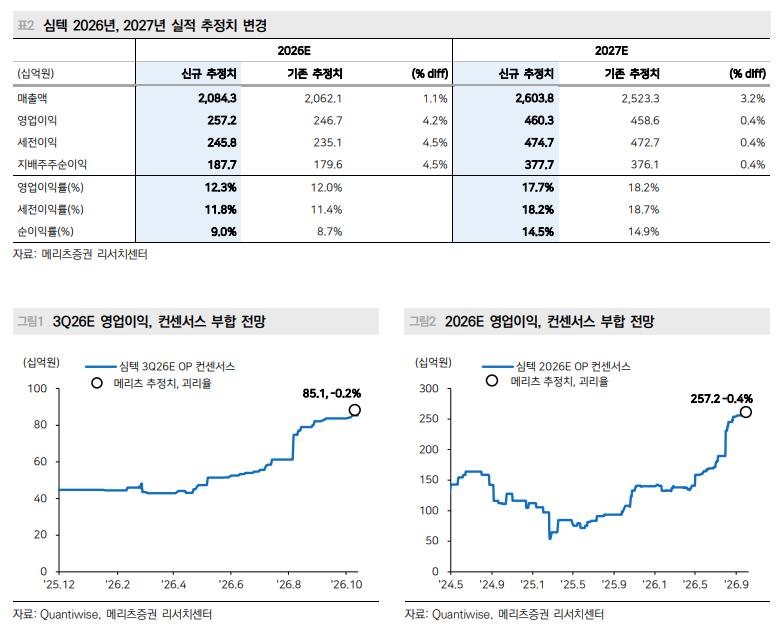 표2 심텍 2026년, 2027년 실적 추정치 변경
2026E 2027E
(십억원) 신규 추정치 기존 추정치 (% diff) 신규 추정치 기존 추정치 (% diff)
매출액 2,084.3 2,062.1 1.1% 2,603.8 2,523.3 3.2%
영업이익 257.2 246.7 4.2% 460.3 458.6 0.4%
세전이익 245.8 235.1 4.5% 474.7 472.7 0.4%
지배주주순이익 187.7 179.6 4.5% 377.7 376.1 0.4%
영업이익률(%) 12.3% 12.0% 17.7% 18.2%
세전이익률(%) 11.8% 11.4% 18.2% 18.7%
순이익률(%) 9.0% 8.7% 14.5% 14.9%
자료: 메리츠증권 리서치센터
그림1 3Q26E 영업이익, 컨센서스 부합 전망
(십억원)
심텍 3Q26E OP 컨센서스
메리츠 추정치, 괴리율
85.1, -0.2%
100
80
60
40
20
0
'25.12 '26.2 '26.4 '26.6 '26.8 '26.10
자료: Quantiwise, 메리츠증권 리서치센터
그림2 2026E 영업이익, 컨센서스 부합 전망
(십억원)
심텍 2026E OP 컨센서스
메리츠 추정치, 괴리율
257.2 -0.4%
300
250
200
150
100
50
0
'24.5 '24.9 '25.1 '25.5 '25.9 '26.1 '26.5 '26.9
자료: Quantiwise, 메리츠증권 리서치센터